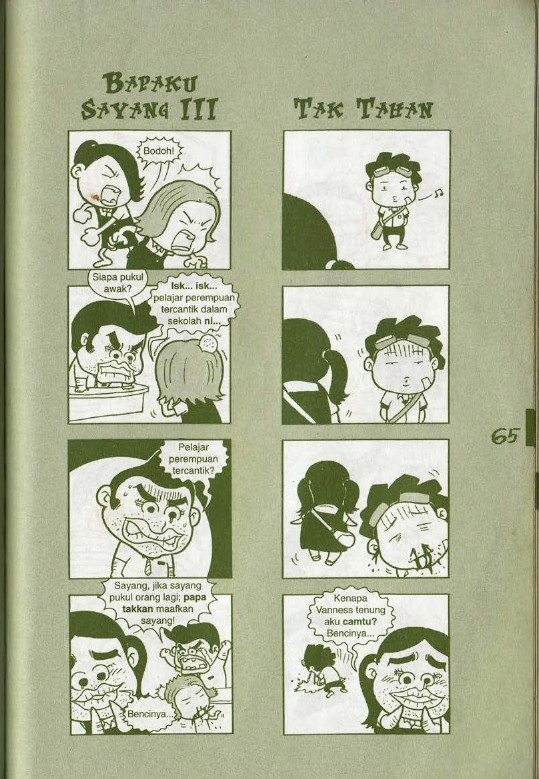 BAPAKU
SAYANG III
Bodoh!
Siapa pukul
awak?
Isk... isk...
pelajar perempuan
tercantik dalam
sekolah ni...
Pelajar
perempuan
tercantik?
Sayang, jika sayang
pukul orang lagi; papa
takkan maafkan
sayang!
Bencinya...
TAK TAHAN
Kenapa
Vanness tenung
aku camtu?
Bencinya...
65